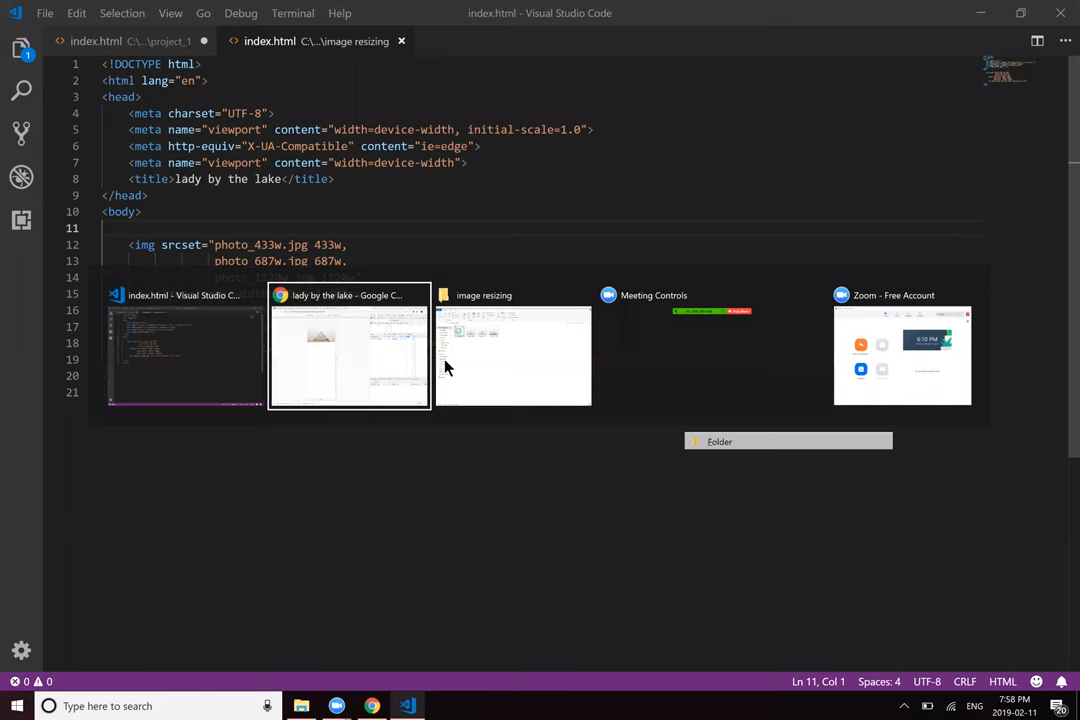 File Edit Selection View Go Debug Terminal Help
index.html - Visual Studio Code
index.html C:\...\project_1
index.html C:\...\image resizing
1 <!DOCTYPE html>
2 <html lang="en">
3 <head>
4 <meta charset="UTF-8">
5 <meta name="viewport" content="width=device-width, initial-scale=1.0">
6 <meta http-equiv="X-UA-Compatible" content="ie=edge">
7 <meta name="viewport" content="width=device-width">
8 <title>lady by the lake</title>
9 </head>
10 <body>
11
12 <img srcset="photo_433w.jpg 433w,
13 photo_687w.jpg 687w,
14 photo_1120w.jpg 1120w"
15
16
17
18
19
20
21
index.html - Visual Studio C...
lady by the lake - Google C...
image resizing
Meeting Controls
Zoom - Free Account
6:10 PM
Folder
1
0 0
Ln 11, Col 1 Spaces: 4 UTF-8 CRLF HTML
Type here to search
ENG
7:58 PM
2019-02-11
20